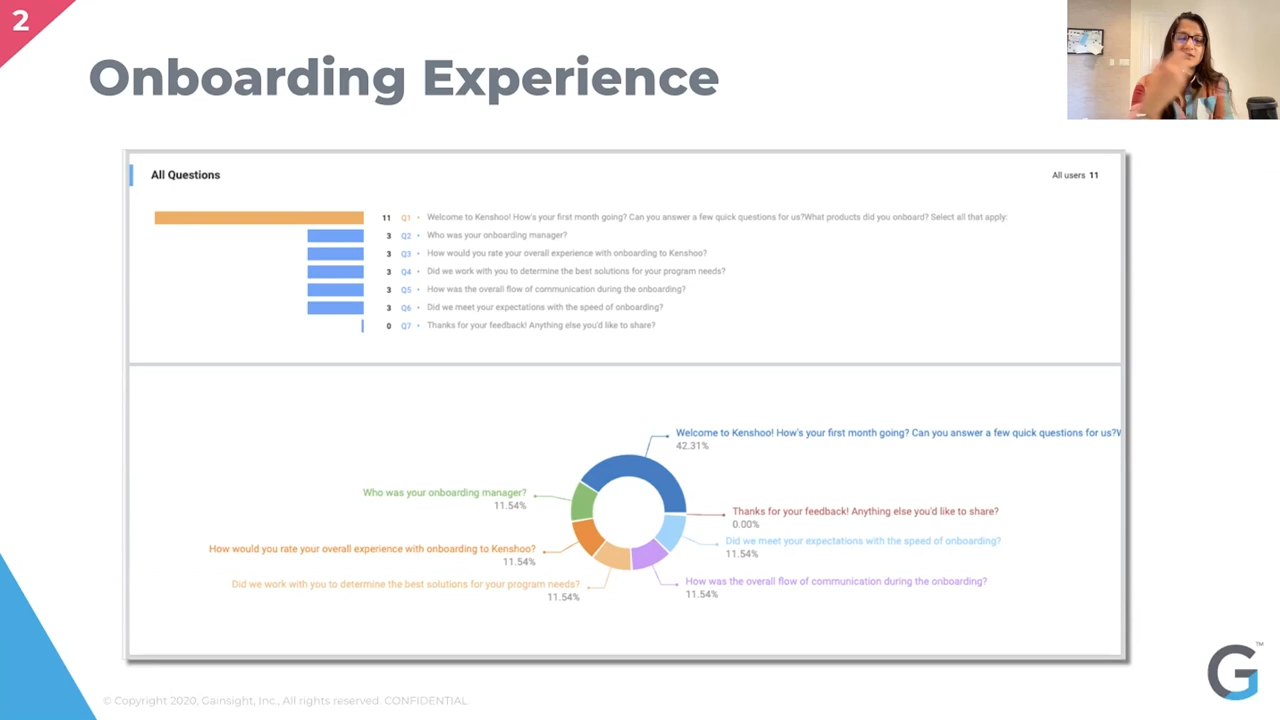 2
Onboarding Experience
All Questions
All users 11
11 Q1 • Welcome to Kenshoo! How's your first month going? Can you answer a few quick questions for us?What products did you onboard? Select all that apply:
3 Q2 • Who was your onboarding manager?
3 Q3 • How would you rate your overall experience with onboarding to Kenshoo?
3 Q4 • Did we work with you to determine the best solutions for your program needs?
3 Q5 • How was the overall flow of communication during the onboarding?
3 Q6 • Did we meet your expectations with the speed of onboarding?
0 Q7 • Thanks for your feedback! Anything else you'd like to share?
Welcome to Kenshoo! How's your first month going? Can you answer a few quick questions for us?W
42.31%
Who was your onboarding manager?
11.54%
Thanks for your feedback! Anything else you'd like to share?
0.00%
Did we meet your expectations with the speed of onboarding?
11.54%
How would you rate your overall experience with onboarding to Kenshoo?
11.54%
Did we work with you to determine the best solutions for your program needs?
11.54%
How was the overall flow of communication during the onboarding?
11.54%
© Copyright 2020, Gainsight, Inc., All rights reserved. CONFIDENTIAL
G
™